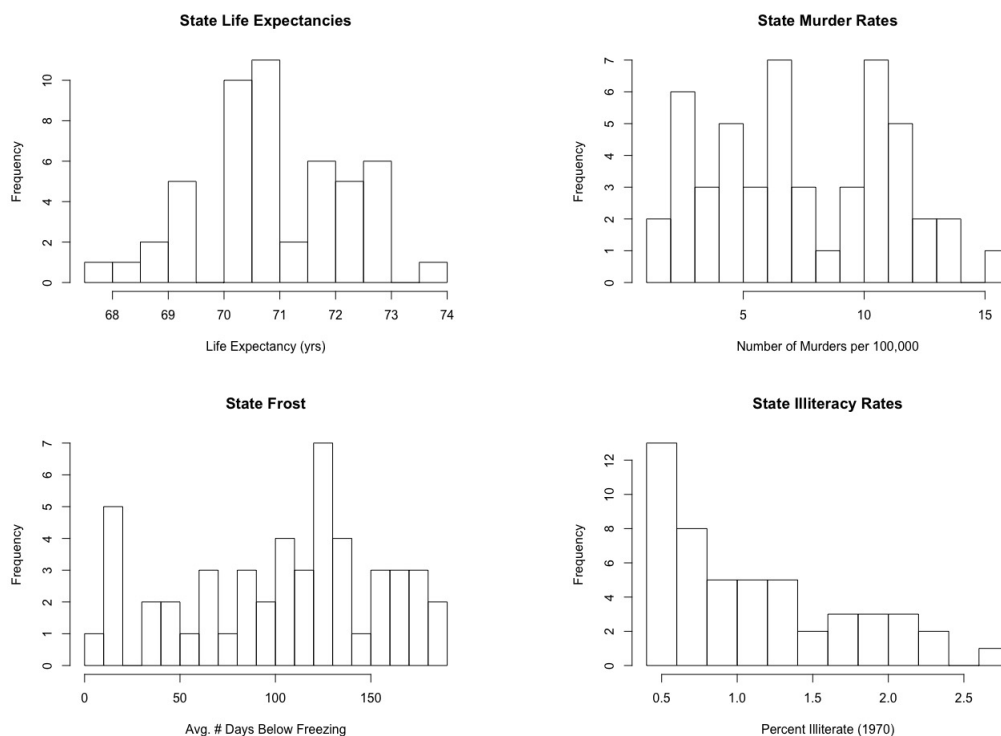 State Life Expectancies
Frequency
0 2 4 6 8 10
68 69 70 71 72 73 74
Life Expectancy (yrs)
State Murder Rates
Frequency
0 1 2 3 4 5 6 7
5 10 15
Number of Murders per 100,000
State Frost
Frequency
0 1 2 3 4 5 6 7
0 50 100 150
Avg. # Days Below Freezing
State Illiteracy Rates
Frequency
0 2 4 6 8 10 12
0.5 1.0 1.5 2.0 2.5
Percent Illiterate (1970)